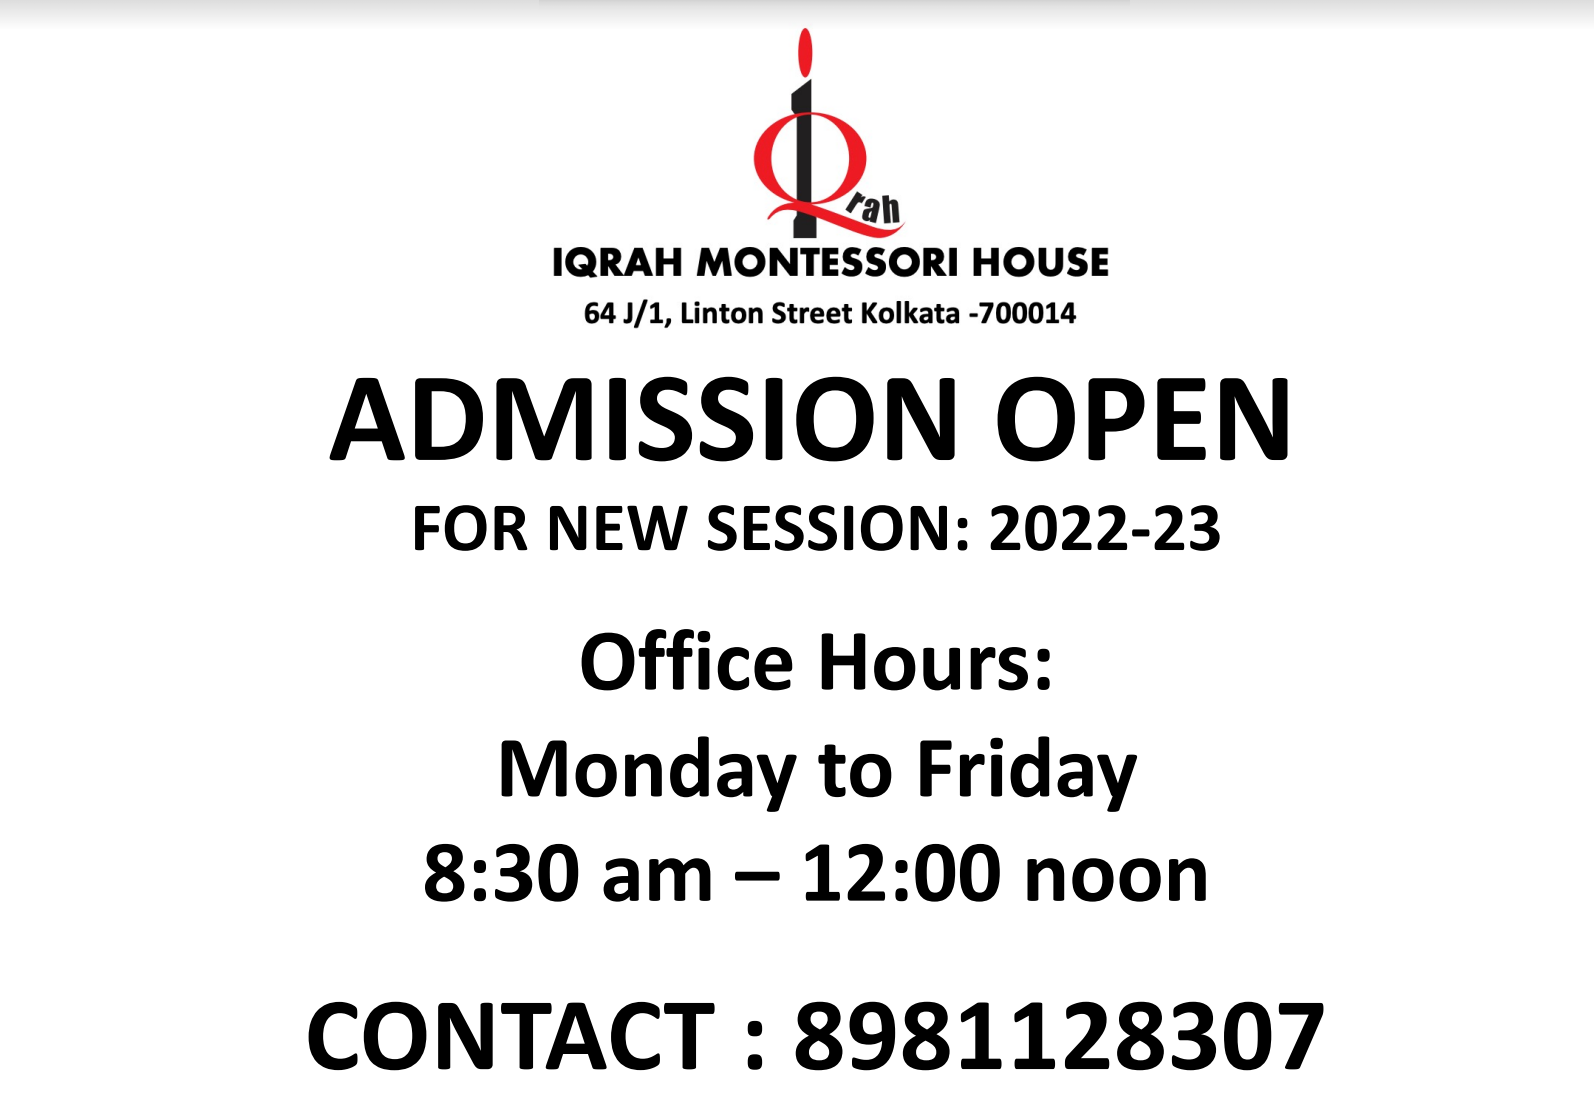 IQrah
IQRAH MONTESSORI HOUSE
64 J/1, Linton Street Kolkata -700014
ADMISSION OPEN
FOR NEW SESSION: 2022-23
Office Hours:
Monday to Friday
8:30 am – 12:00 noon
CONTACT : 8981128307